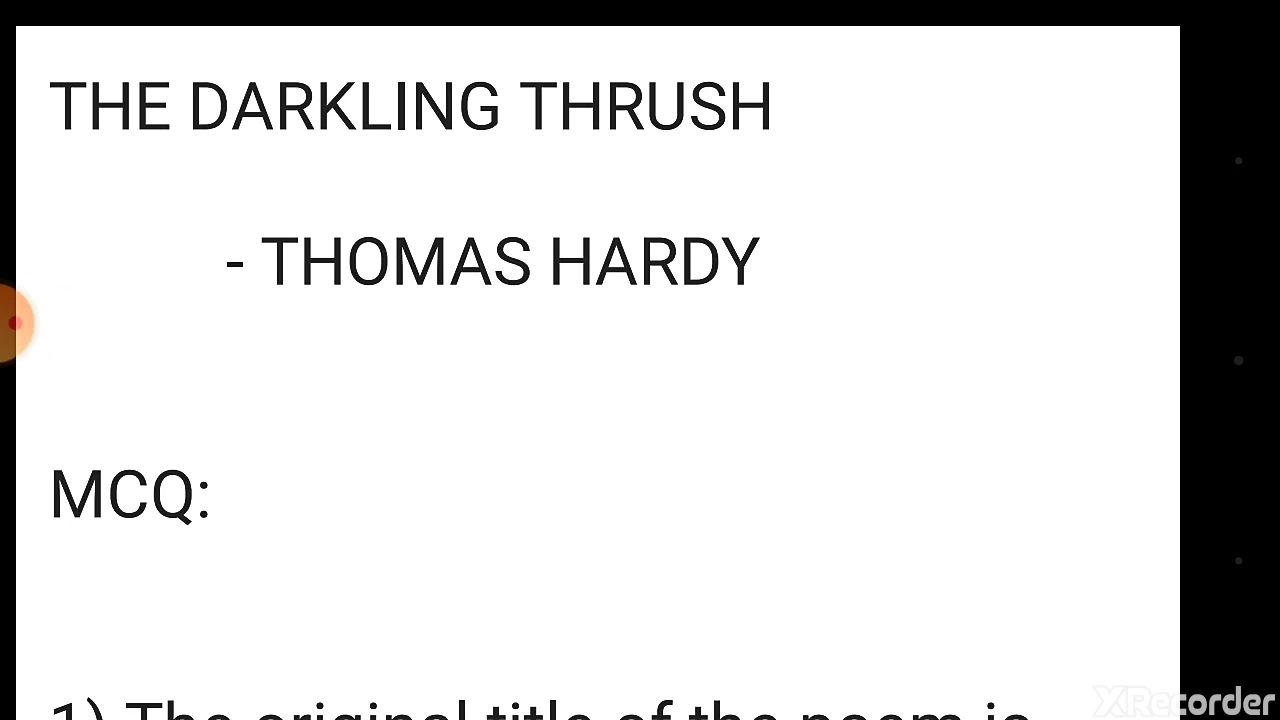 THE DARKLING THRUSH
- THOMAS HARDY
MCQ:
1) The original title of the poem is
XRecorder